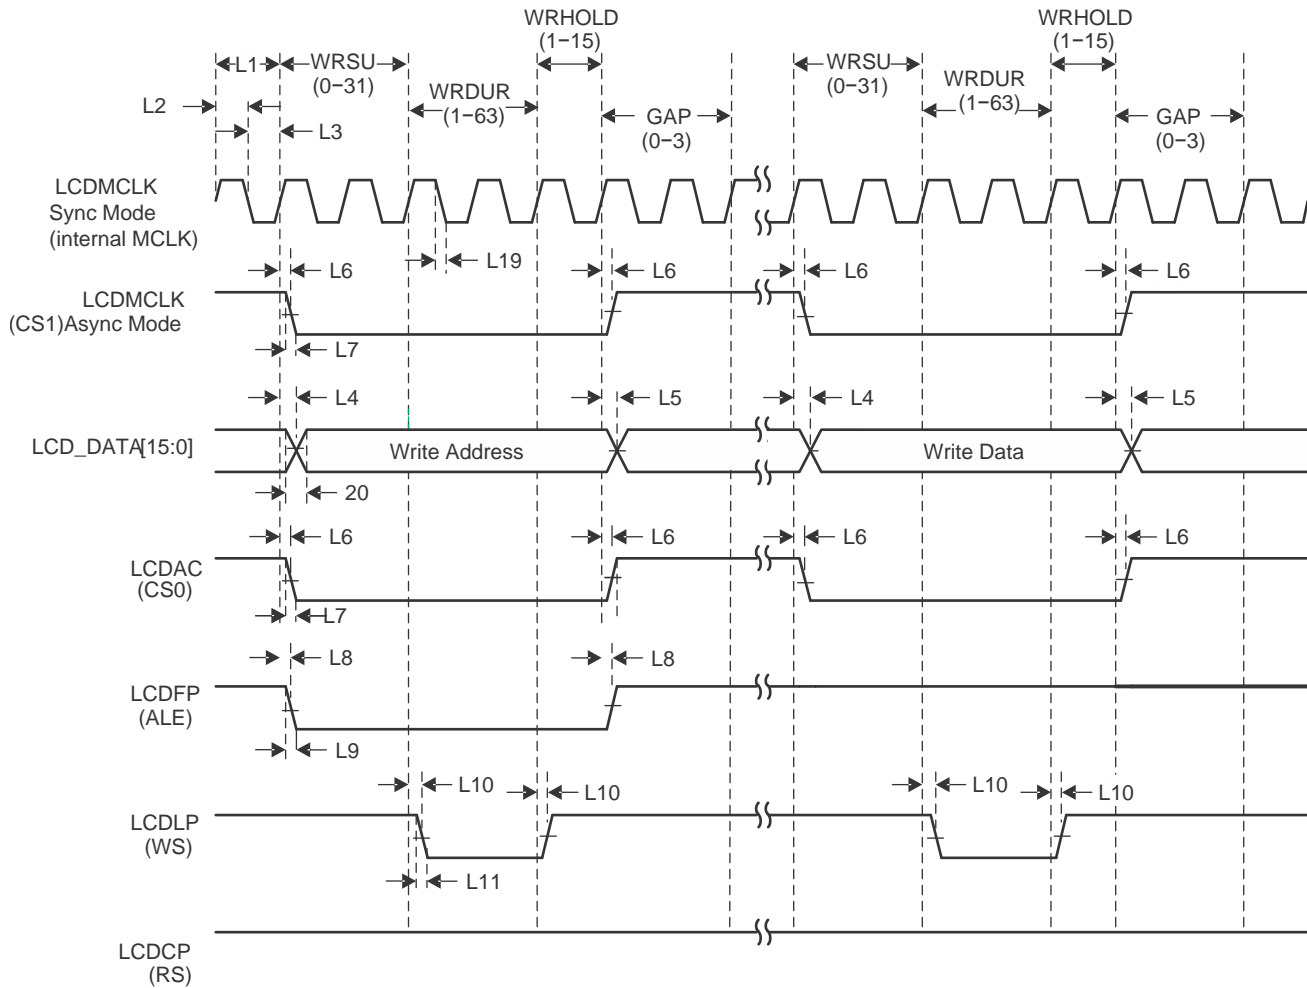 WRHOLD
(1−15)
WRHOLD
(1−15)
L1
WRSU
(0−31)
WRSU
(0−31)
WRDUR
(1−63)
WRDUR
(1−63)
L2
L3
GAP
(0−3)
GAP
(0−3)
LCDMCLK
Sync Mode
(internal MCLK)
L19
L6
L6
L6
L6
LCDMCLK
(CS1)Async Mode
L7
L4
L5
L4
L5
LCD_DATA[15:0]
Write Address
Write Data
20
L6
L6
L6
L6
LCDAC
(CS0)
L7
L8
L8
LCDFP
(ALE)
L9
L10
L10
L10
L10
LCDLP
(WS)
L11
LCDCP
(RS)